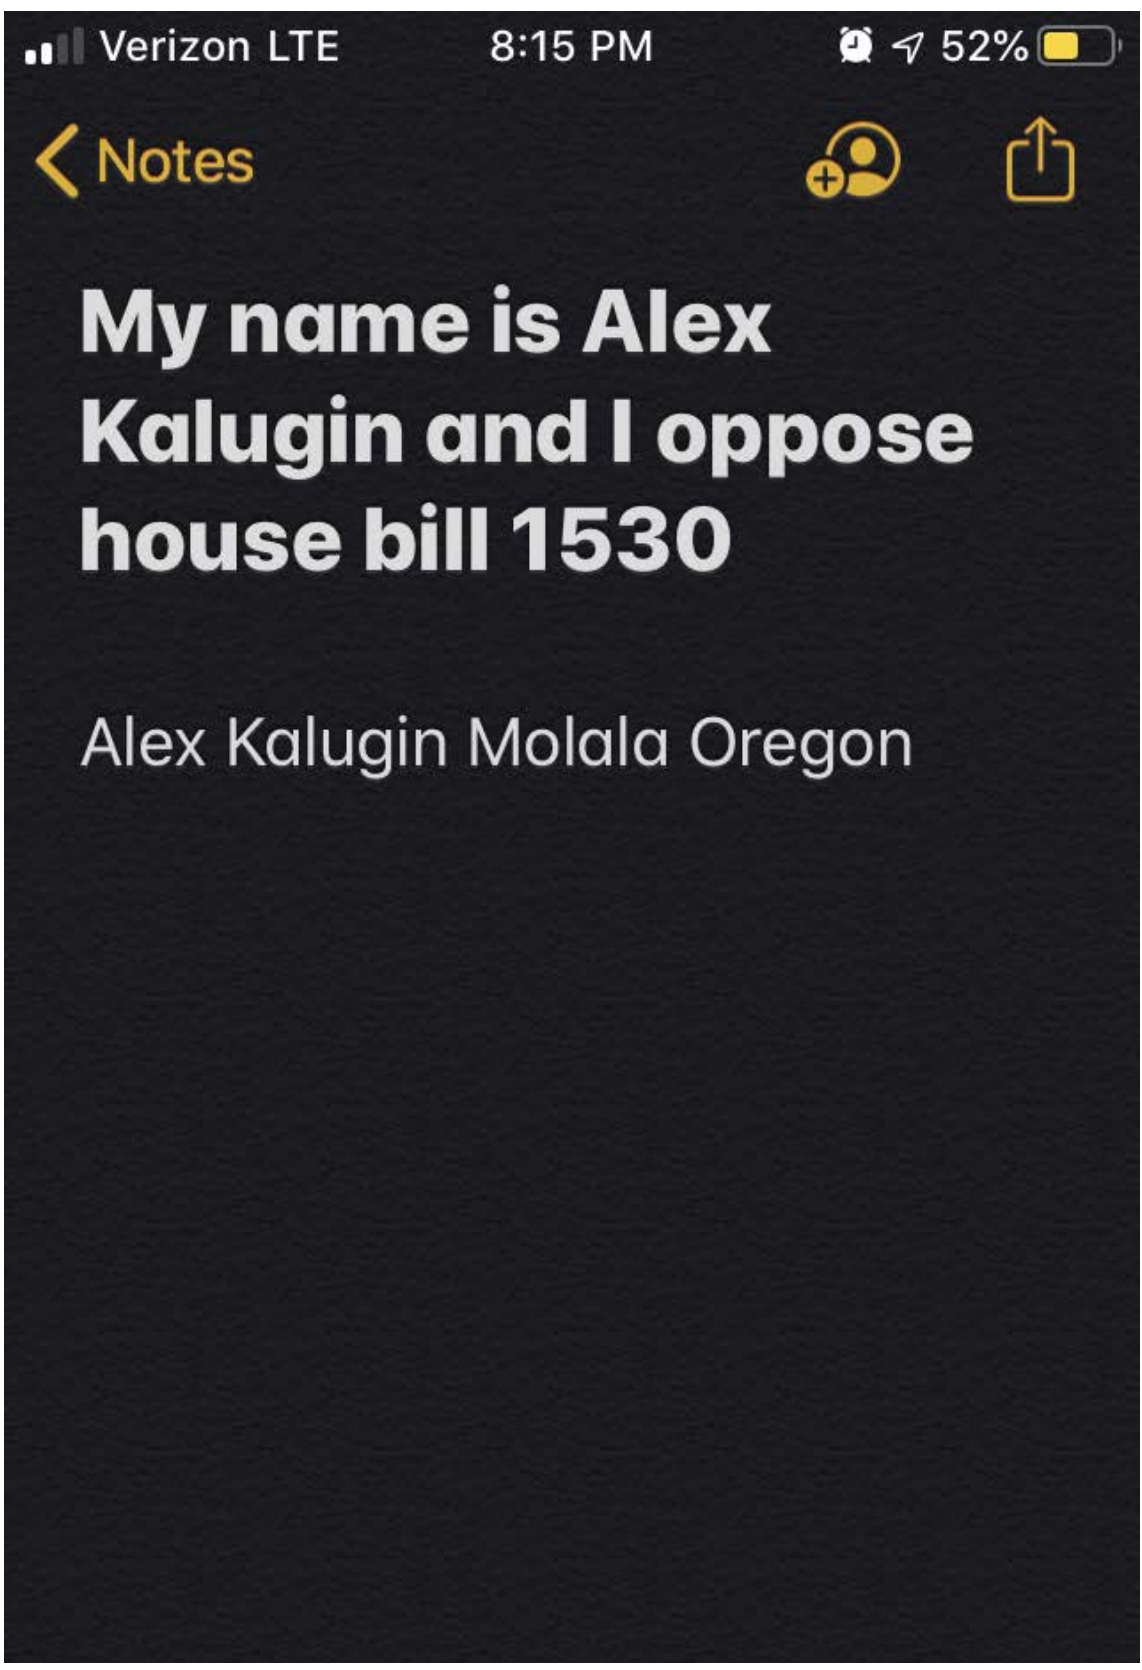 Verizon LTE 8:15 PM 52%
Notes
My name is Alex
Kalugin and I oppose
house bill 1530
Alex Kalugin Molala Oregon